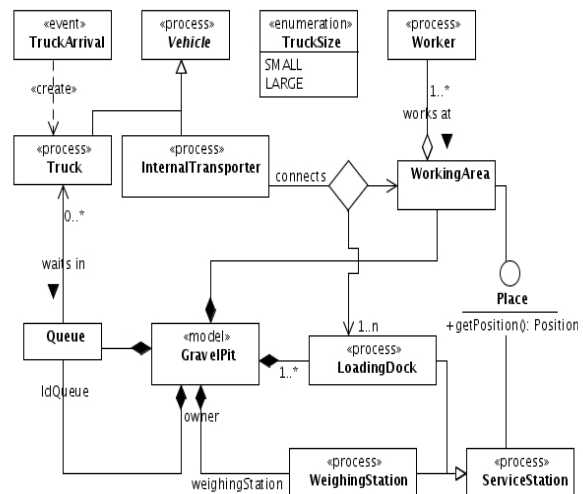 «event»
TruckArrival
«process»
Vehicle
«enumeration»
TruckSize
SMALL
LARGE
«process»
Worker
«create»
1..*
works at
«process»
Truck
«process»
InternalTransporter
connects
«process»
WorkingArea
0..*
waits in
Place
+getPosition(): Position
1..n
Queue
«model»
GravelPit
1..*
«process»
LoadingDock
ldQueue
owner
weighingStation
«process»
WeighingStation
«process»
ServiceStation